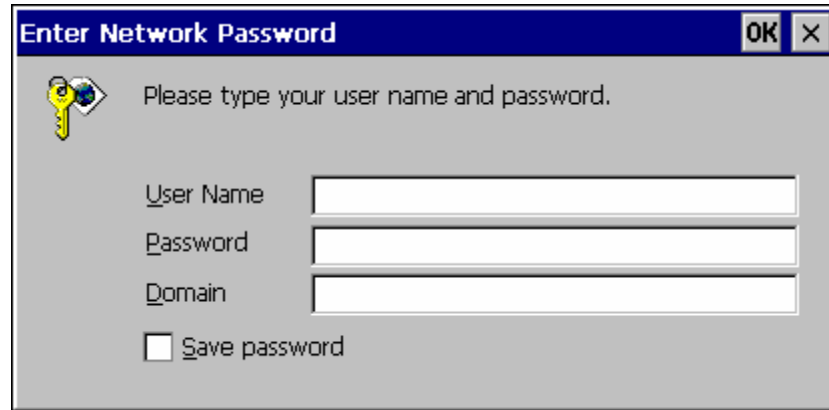 Enter Network Password OK ×
Please type your user name and password.
User Name
Password
Domain
Save password